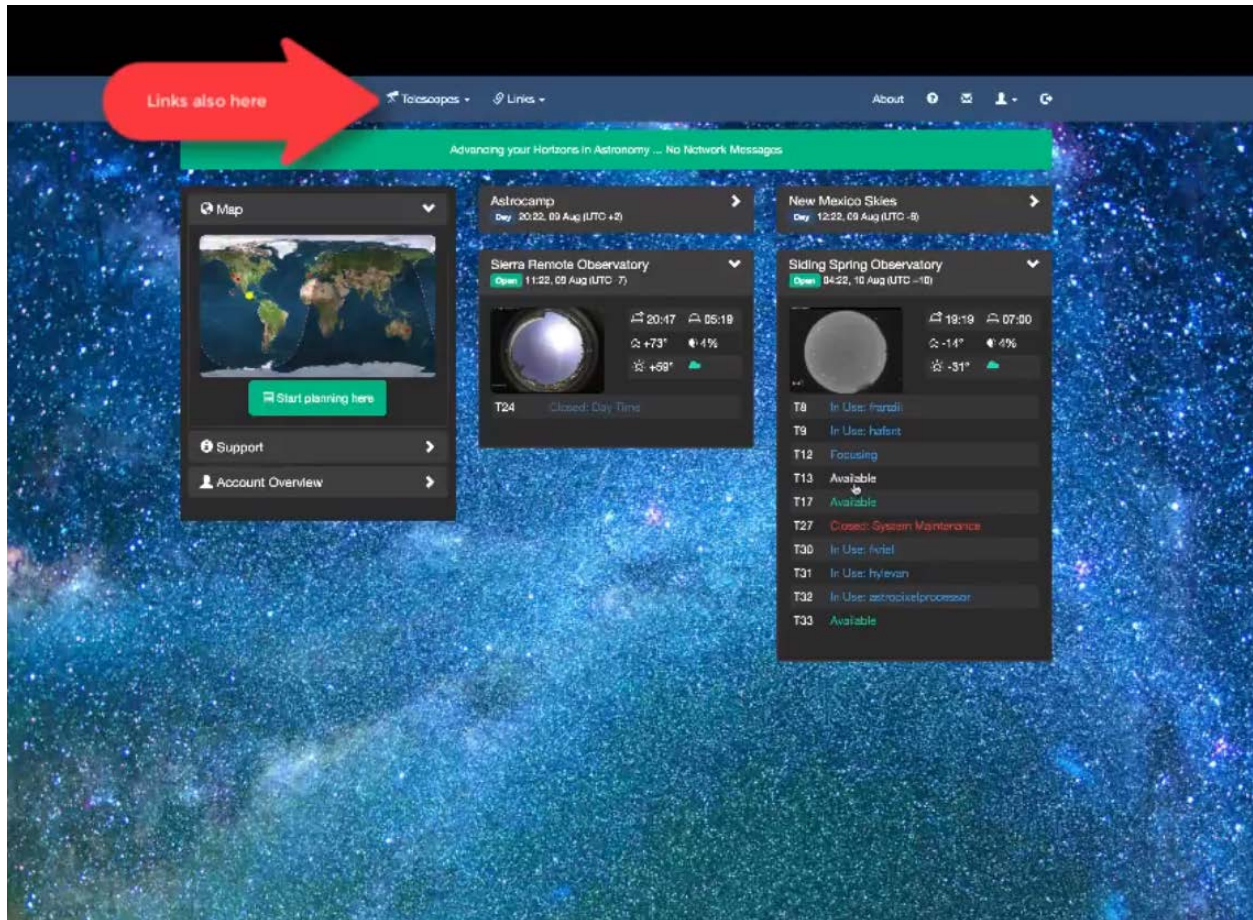 Links also here
Telescopes
Links
About
Advancing your Horizons in Astronomy ... No Network Messages
Map
Start planning here
Support
Account Overview
Astrocamp
Day 20:22, 09 Aug (UTC +2)
Sierra Remote Observatory
Open 11:22, 09 Aug (UTC -7)
20:47 05:19
+73° 4%
+59°
T24 Closed: Day Time
New Mexico Skies
Day 12:22, 09 Aug (UTC -6)
Siding Spring Observatory
Open 04:22, 10 Aug (UTC +10)
19:19 07:00
-14° 4%
-31°
T8 In Use:
T9 In Use:
T12 Focusing
T13 Available
T17 Available
T27 Closed: System Maintenance
T30 In Use:
T31 In Use: hylevan
T32 In Use: astropixelprocessor
T33 Available